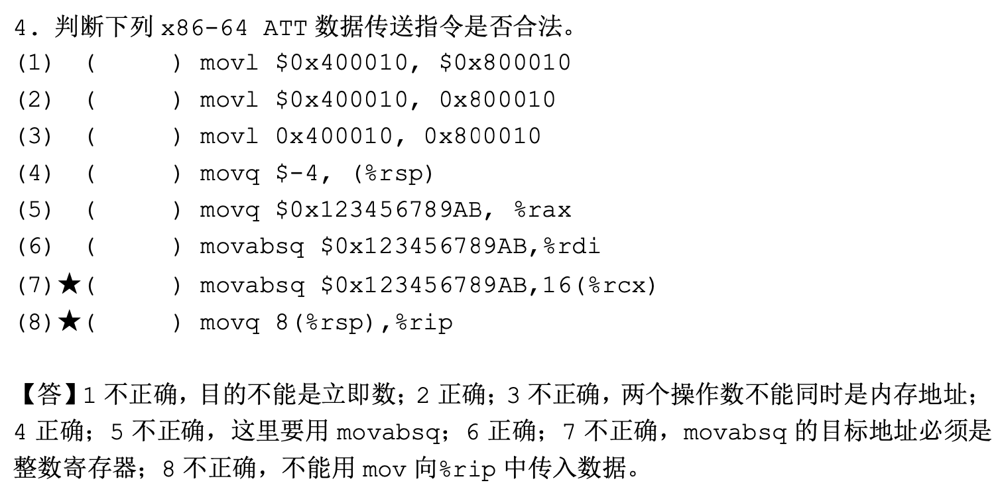 4. 判断下列 x86-64 ATT 数据传送指令是否合法。
(1) (     ) movl $0x400010, $0x800010
(2) (     ) movl $0x400010, 0x800010
(3) (     ) movl 0x400010, 0x800010
(4) (     ) movq $-4, (%rsp)
(5) (     ) movq $0x123456789AB, %rax
(6) (     ) movabsq $0x123456789AB,%rdi
(7)★(     ) movabsq $0x123456789AB,16(%rcx)
(8)★(     ) movq 8(%rsp),%rip
【答】1 不正确，目的不能是立即数；2 正确；3 不正确，两个操作数不能同时是内存地址；
4 正确；5 不正确，这里要用 movabsq；6 正确；7 不正确，movabsq 的目标地址必须是
整数寄存器；8 不正确，不能用 mov 向%rip 中传入数据。